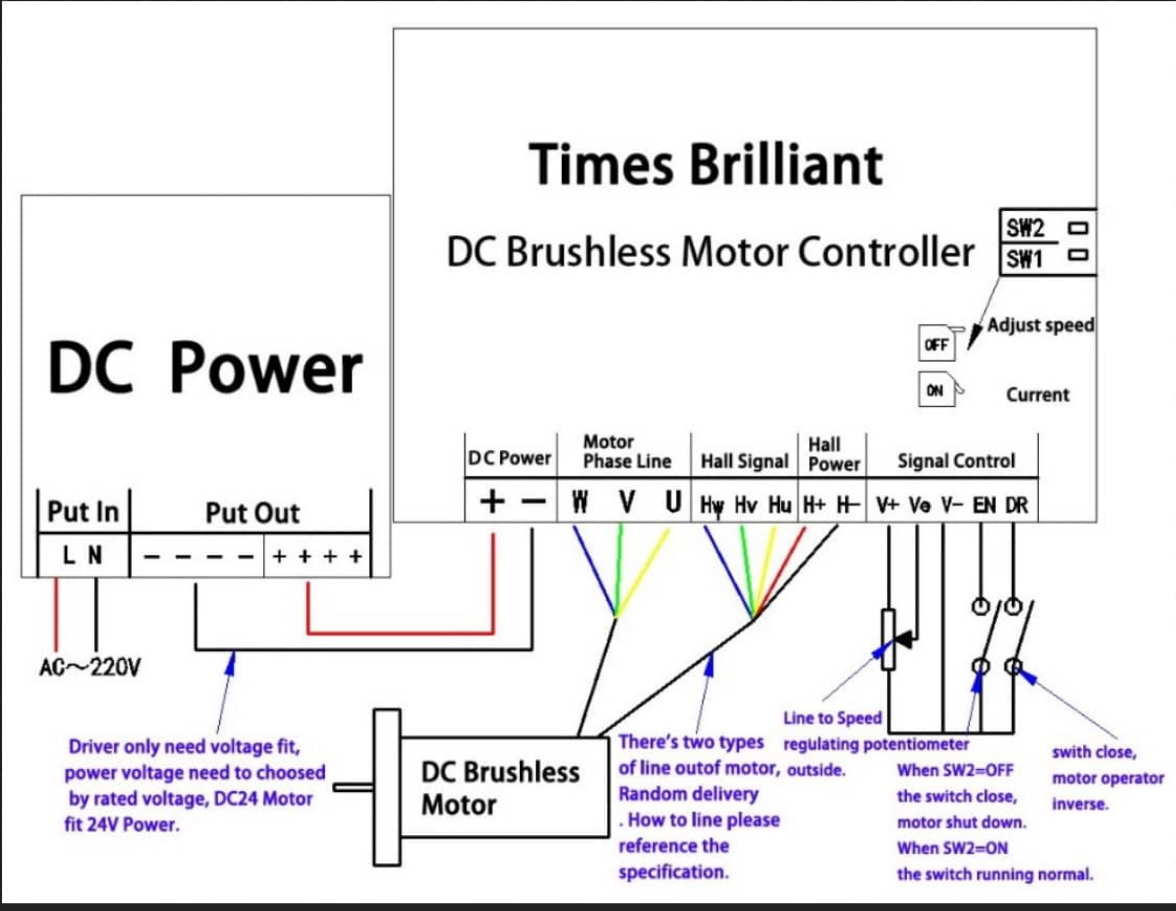 Times Brilliant
DC Brushless Motor Controller
SW2
SW1
Adjust speed
OFF
ON
Current
DC Power
Put In
Put Out
L N
- - - - + + + +
AC～220V
DC Power
Motor
Phase Line
Hall Signal
Hall
Power
Signal Control
+ -
W V U
Hw Hv Hu
H+ H-
V+ Ve V- EN DR
Driver only need voltage fit,
power voltage need to choosed
by rated voltage, DC24 Motor
fit 24V Power.
DC Brushless
Motor
There's two types
of line outof motor,
Random delivery
. How to line please
reference the
specification.
Line to Speed
regulating potentiometer
outside.
When SW2=OFF
the switch close,
motor shut down.
When SW2=ON
the switch running normal.
swith close,
motor operator
inverse.